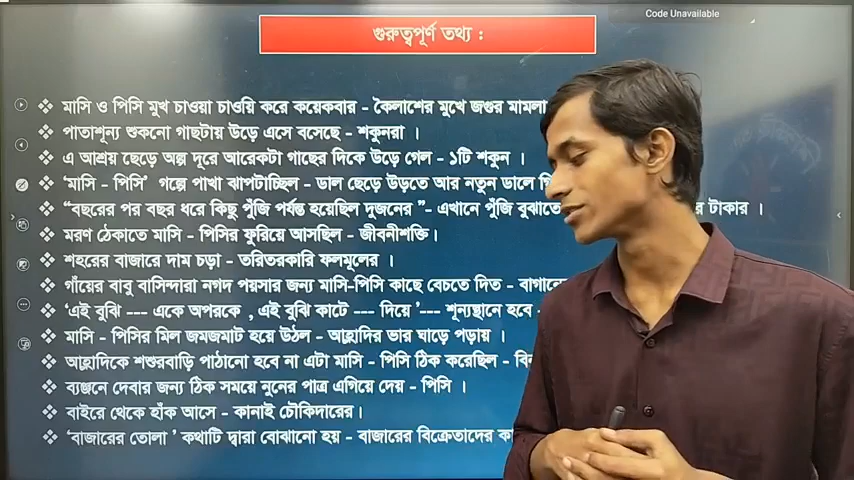 Code Unavailable
গুরুত্বপূর্ণ তথ্য :
❖ মাসি ও পিসি মুখ চাওয়া চাওয়ি করে কয়েকবার - কৈলাশের মুখে জগুর মামলা
❖ পাতাশূন্য শুকনো গাছটায় উড়ে এসে বসেছে - শকুনরা ।
❖ এ আশ্রয় ছেড়ে অল্প দূরে আরেকটা গাছের দিকে উড়ে গেল - ১টি শকুন ।
❖ 'মাসি - পিসি' গল্পে পাখা ঝাপটাচ্ছিল - ডাল ছেড়ে উড়তে আর নতুন ডালে
❖ "বছরের পর বছর ধরে কিছু পুঁজি পর্যন্ত হয়েছিল দুজনের "- এখানে পুঁজি বুঝাতে টাকার ।
❖ মরণ ঠেকাতে মাসি - পিসির ফুরিয়ে আসছিল - জীবনীশক্তি।
❖ শহরের বাজারে দাম চড়া - তরিতরকারি ফলমূলের ।
❖ গাঁয়ের বাবু বাসিন্দারা নগদ পয়সার জন্য মাসি-পিসি কাছে বেচতে দিত -
❖ 'এই বুঝি --- একে অপরকে , এই বুঝি কাটে --- দিয়ে '--- শূন্যস্থানে হবে -
❖ মাসি - পিসির মিল জমজমাট হয়ে উঠল - আহ্লাদির ভার ঘাড়ে পড়ায় ।
❖ আহ্লাদিকে শশুরবাড়ি পাঠানো হবে না এটা মাসি - পিসি ঠিক করেছিল -
❖ ব্যঞ্জনে দেবার জন্য ঠিক সময়ে নুনের পাত্র এগিয়ে দেয় - পিসি ।
❖ বাইরে থেকে হাঁক আসে - কানাই চৌকিদারের।
❖ 'বাজারের তোলা ' কথাটি দ্বারা বোঝানো হয় - বাজারের বিক্রেতাদের